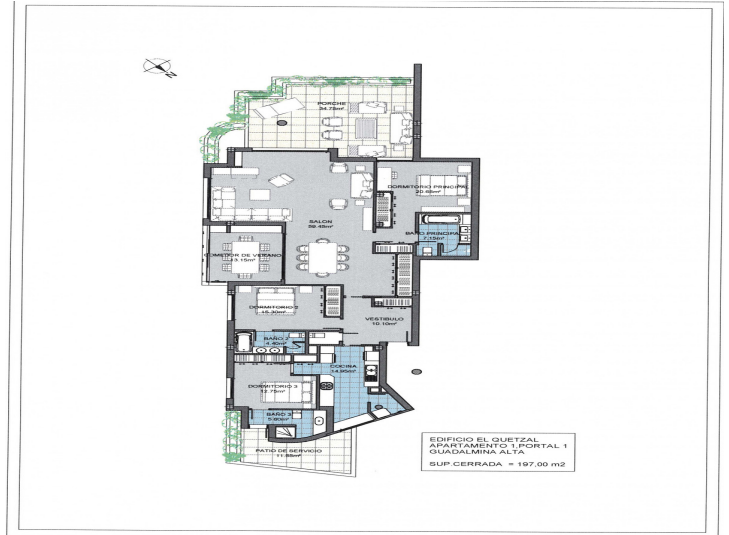 N
PORCHE
34.75m²
DORMITORIO PRINCIPAL
20.65m²
SALON
59.45m²
BAÑO PRINCIPAL
7.15m²
COMEDOR DE VERANO
13.15m²
DORMITORIO 2
15.30m²
VESTIBULO
10.10m²
BAÑO 2
4.40m²
COCINA
14.95m²
DORMITORIO 3
12.75m²
BAÑO 3
5.80m²
PATIO DE SERVICIO
11.85m²
EDIFICIO EL QUETZAL
APARTAMENTO 1,PORTAL 1
GUADALMINA ALTA
SUP.CERRADA = 197,00 m2